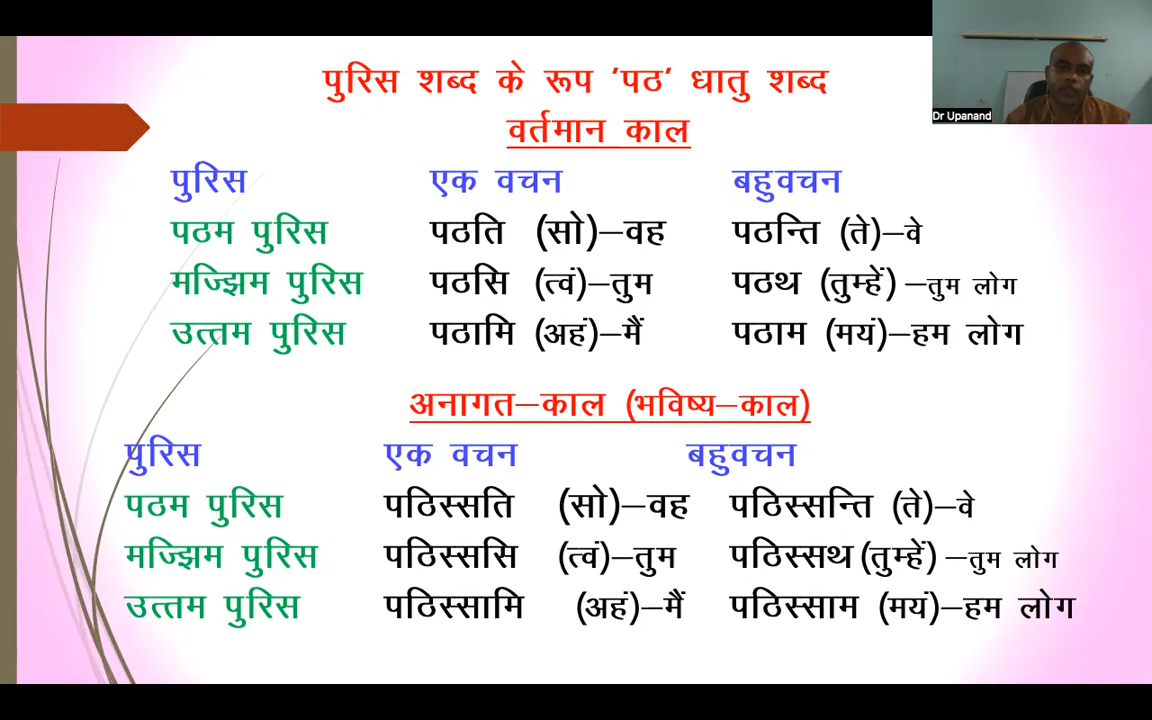 पुरिस शब्द के रूप 'पठ' धातु शब्द
Dr Upanand
वर्तमान काल
पुरिस एक वचन बहुवचन
पठम पुरिस पठति (सो)–वह पठन्ति (ते)–वे
मज्झिम पुरिस पठसि (त्वं)–तुम पठथ (तुम्हें) –तुम लोग
उत्तम पुरिस पठामि (अहं)–मैं पठाम (मयं)–हम लोग
अनागत–काल (भविष्य–काल)
पुरिस एक वचन बहुवचन
पठम पुरिस पठिस्सति (सो)–वह पठिस्सन्ति (ते)–वे
मज्झिम पुरिस पठिस्ससि (त्वं)–तुम पठिस्सथ (तुम्हें) –तुम लोग
उत्तम पुरिस पठिस्सामि (अहं)–मैं पठिस्साम (मयं)–हम लोग